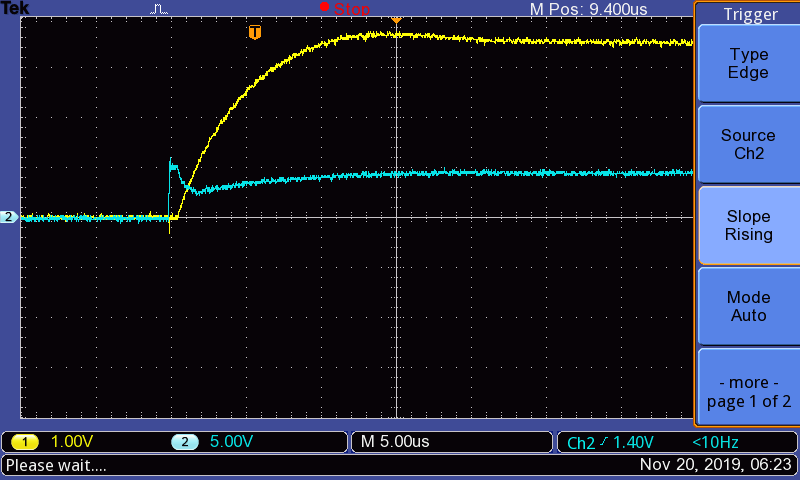 Tek
Stop
M Pos: 9.400us
T
2
Trigger
Type
Edge
Source
Ch2
Slope
Rising
Mode
Auto
- more -
page 1 of 2
1 1.00V 2 5.00V M 5.00us Ch2 1.40V <10Hz
Please wait.... Nov 20, 2019, 06:23